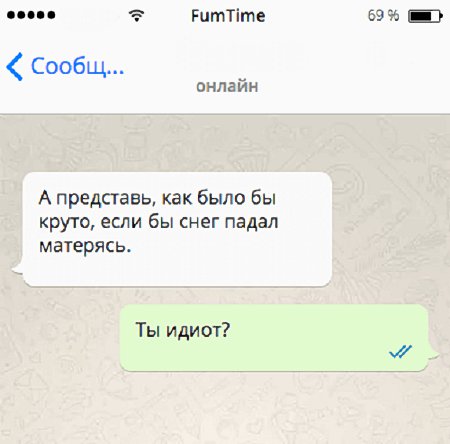 FumTime 69 %
Сообщ...
онлайн
А представь, как было бы
круто, если бы снег падал
матерясь.
Ты идиот?